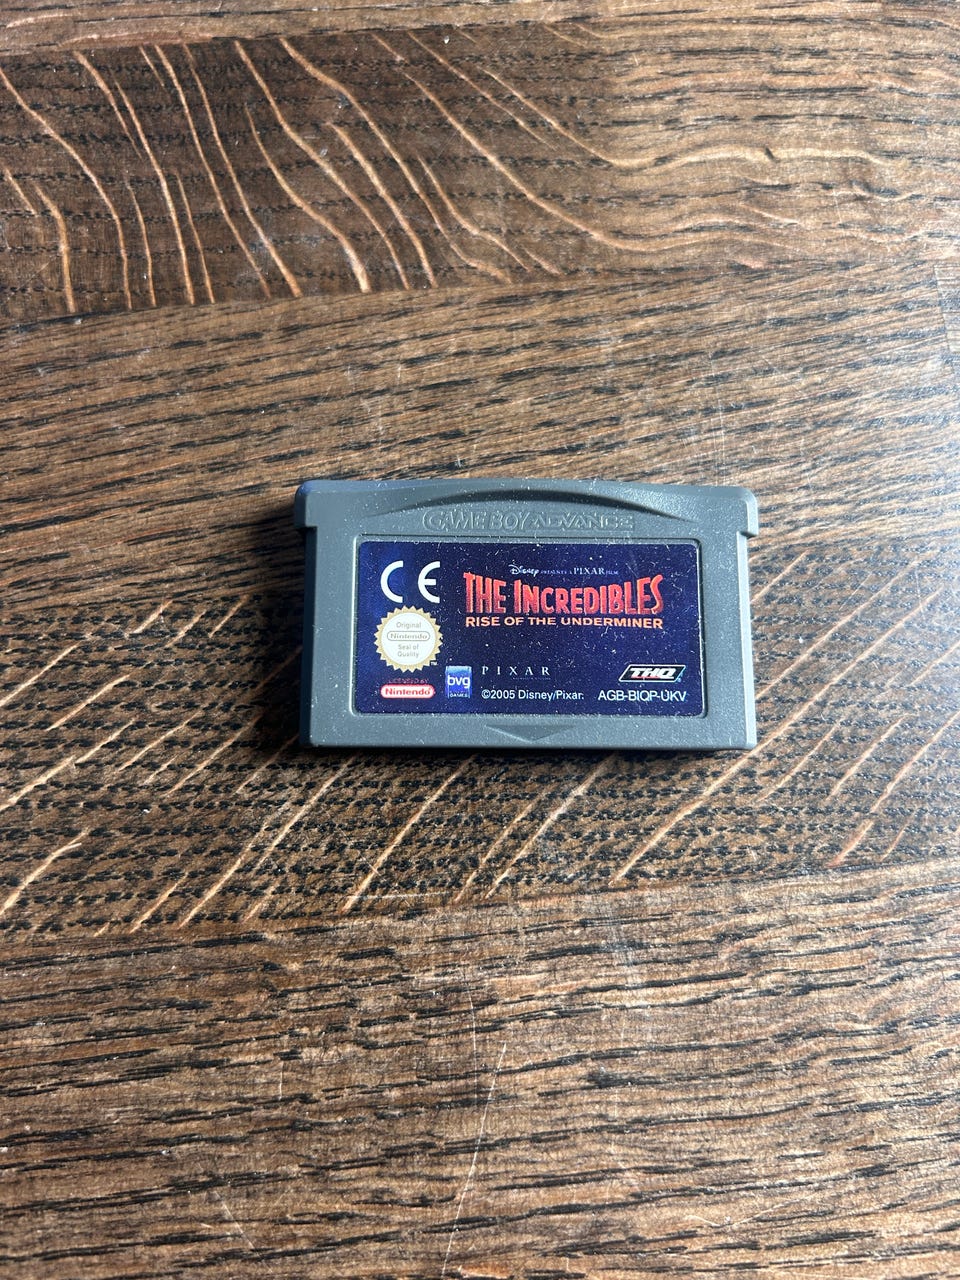 GAME BOY ADVANCE
CE
Disney PRESENTS A PIXAR FILM
THE INCREDIBLES
RISE OF THE UNDERMINER
Original
Nintendo
Seal of
Quality
TM
LICENSED BY
Nintendo
bvg
GAMES
PIXAR
THQ
©2005 Disney/Pixar.
AGB-BIQP-UKV